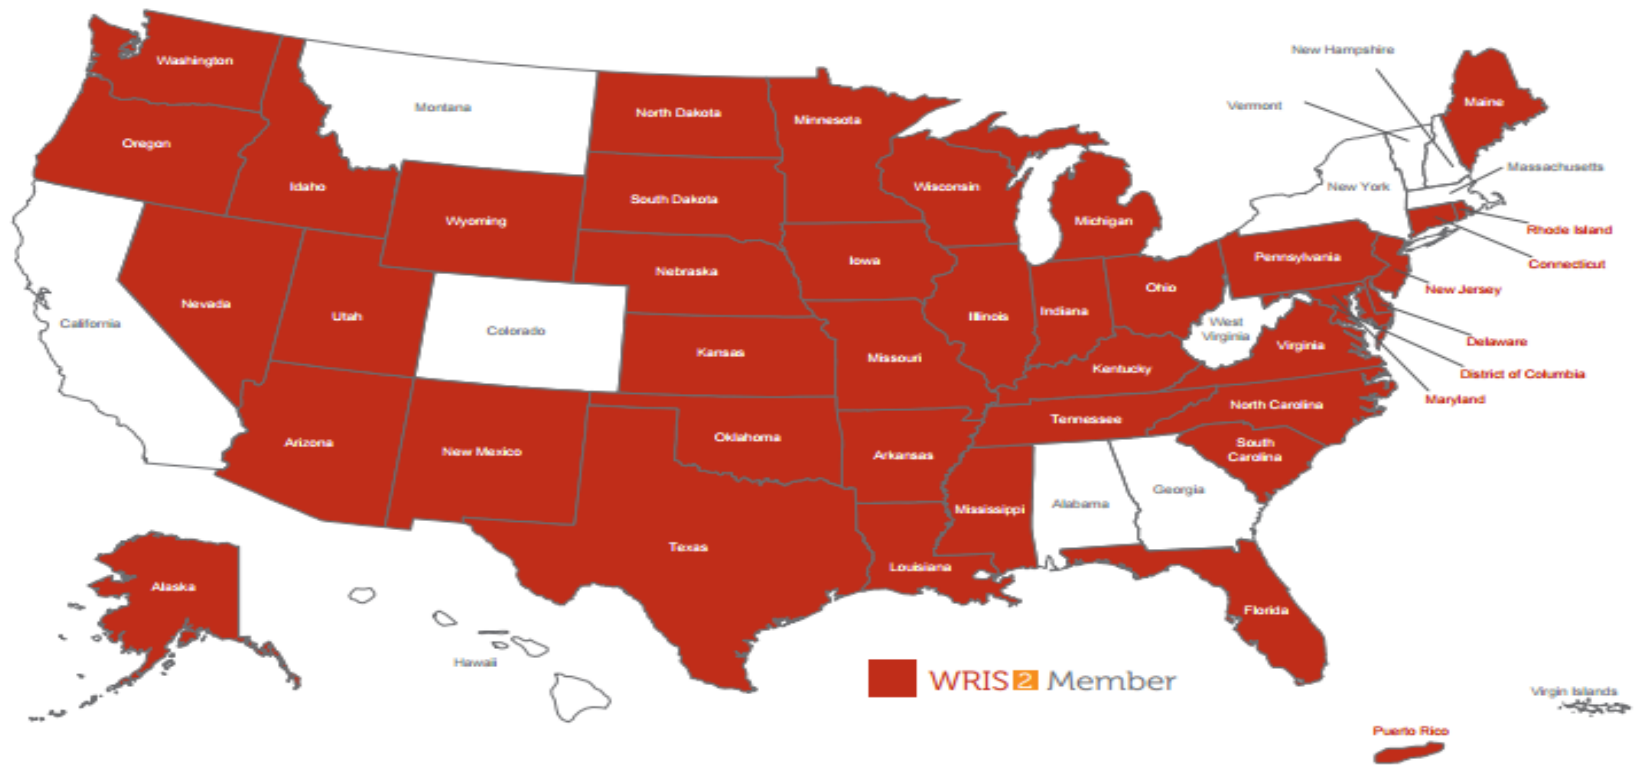 New Hampshire
Washington
Maine
Montana
Vermont
North Dakota
Minnesota
Oregon
Massachusetts
Idaho
Wisconsin
New York
South Dakota
Wyoming
Michigan
Rhode Island
Iowa
Pennsylvania
Connecticut
Nebraska
Ohio
New Jersey
Nevada
Utah
Illinois
Indiana
California
Colorado
West
Virginia
Virginia
Delaware
Kansas
Missouri
Kentucky
District of Columbia
Maryland
North Carolina
Tennessee
Oklahoma
Arizona
New Mexico
Arkansas
South
Carolina
Georgia
Alabama
Mississippi
Texas
Louisiana
Alaska
Florida
Hawaii
WRIS 2 Member
Virgin Islands
Puerto Rico